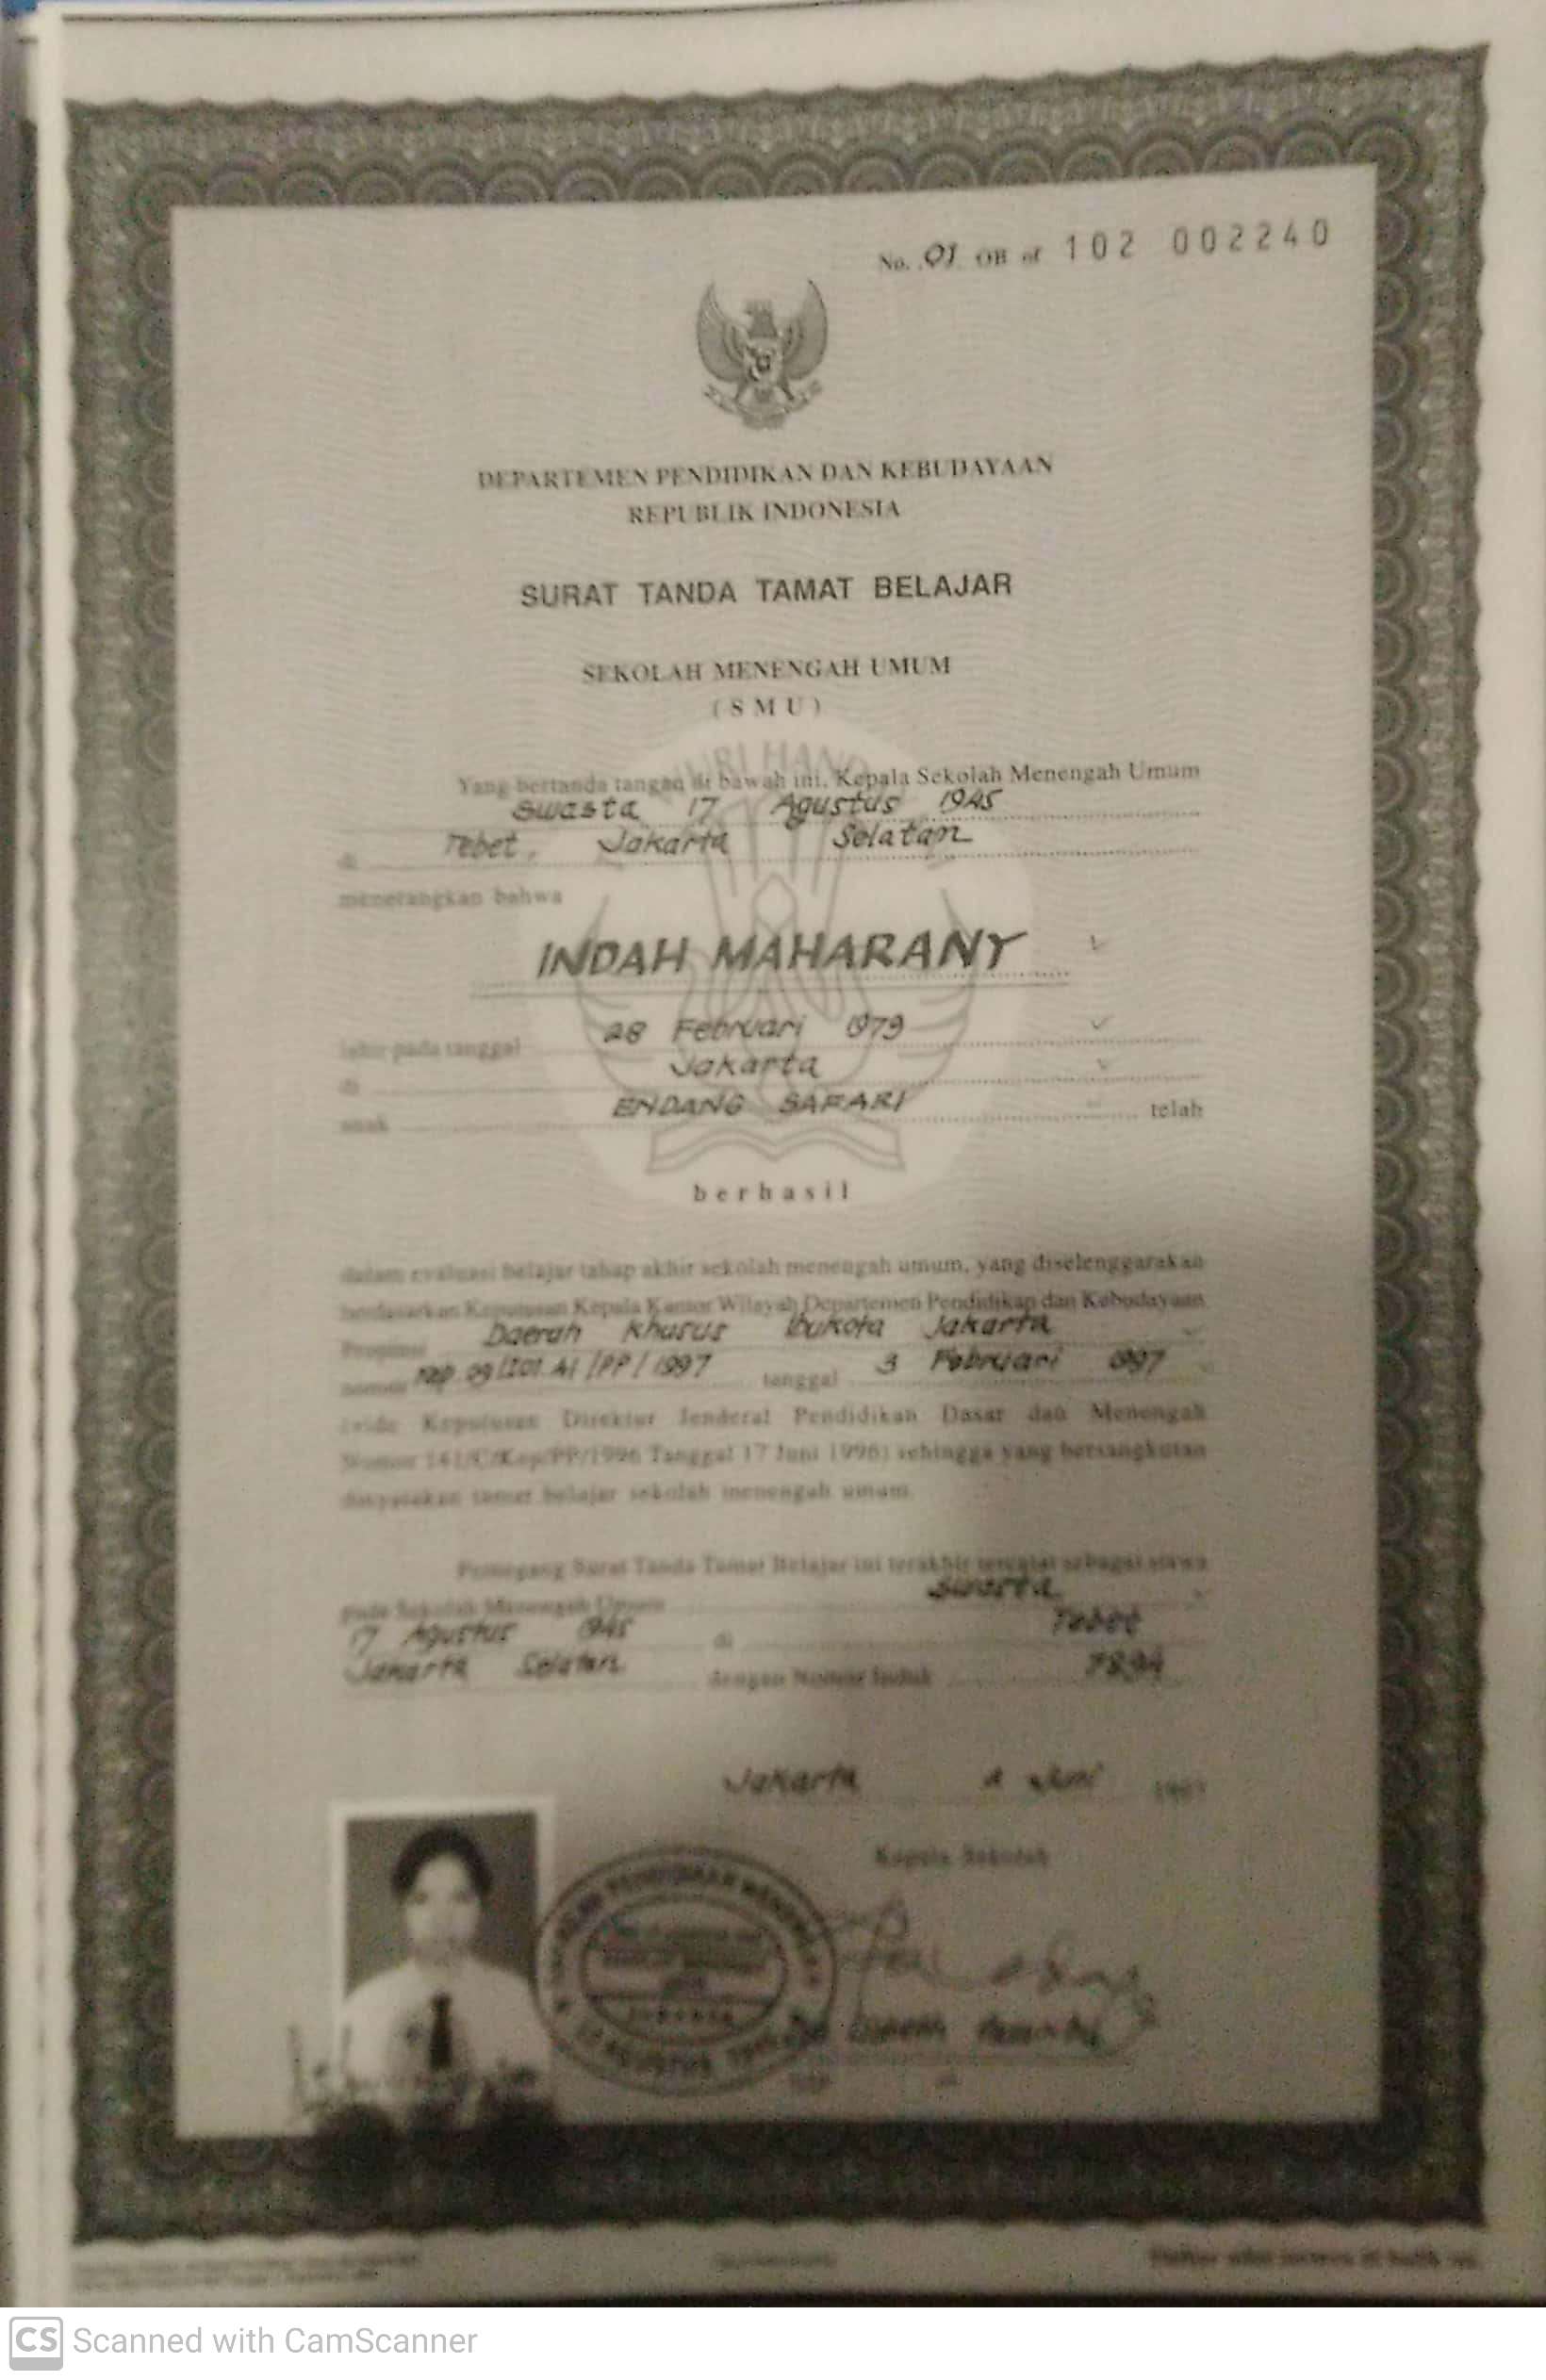 No. 01 OB oe 102 002240
DEPARTEMEN PENDIDIKAN DAN KEBUDAYAAN
REPUBLIK INDONESIA
SURAT TANDA TAMAT BELAJAR
SEKOLAH MENENGAH UMUM
( S M U )
Yang bertanda tangan di bawah ini, Kepala Sekolah Menengah Umum
Swasta 17 Agustus 1945
di Tebet, Jakarta Selatan
menerangkan bahwa
INDAH MAHARANY
lahir pada tanggal 28 Februari 1979
di Jakarta
anak ENDANG SAFARI telah
berhasil
dalam evaluasi belajar tahap akhir sekolah menengah umum, yang diselenggarakan
berdasarkan Keputusan Kepala Kantor Wilayah Departemen Pendidikan dan Kebudayaan
Propinsi Daerah Khusus Ibukota Jakarta
nomor kep 09/I01.A1/PP/1997 tanggal 3 Februari 1997
(vide Keputusan Direktur Jenderal Pendidikan Dasar dan Menengah
Nomor 141/C/Kep/PP/1996 Tanggal 17 Juni 1996) sehingga yang bersangkutan
dinyatakan tamat belajar sekolah menengah umum.
Pemegang Surat Tanda Tamat Belajar ini terakhir tercatat sebagai siswa
pada Sekolah Menengah Umum Swasta
17 Agustus 1945 di Tebet
Jakarta Selatan dengan Nomor Induk 7894
Jakarta 4 Juni 1997
Kepala Sekolah
CS Scanned with CamScanner